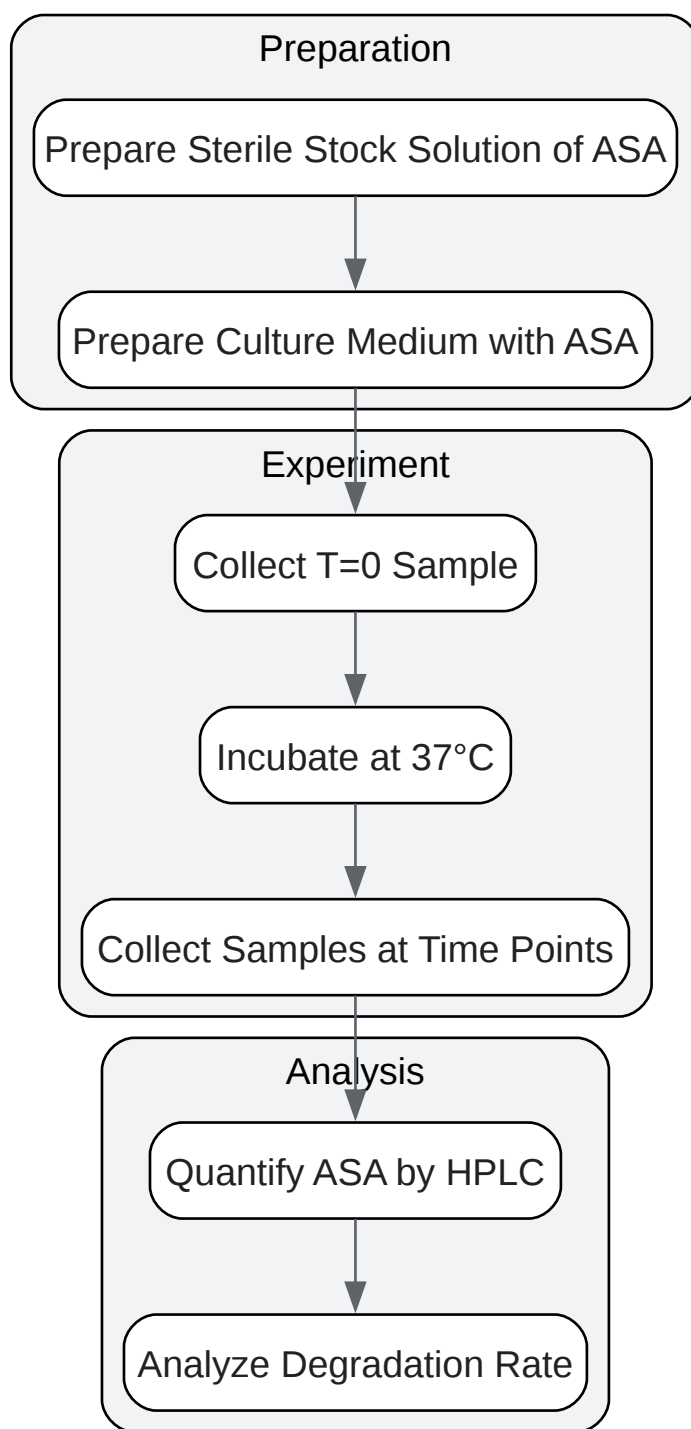 Preparation
Prepare Sterile Stock Solution of ASA
Prepare Culture Medium with ASA
Experiment
Collect T=0 Sample
Incubate at 37°C
Collect Samples at Time Points
Analysis
Quantify ASA by HPLC
Analyze Degradation Rate